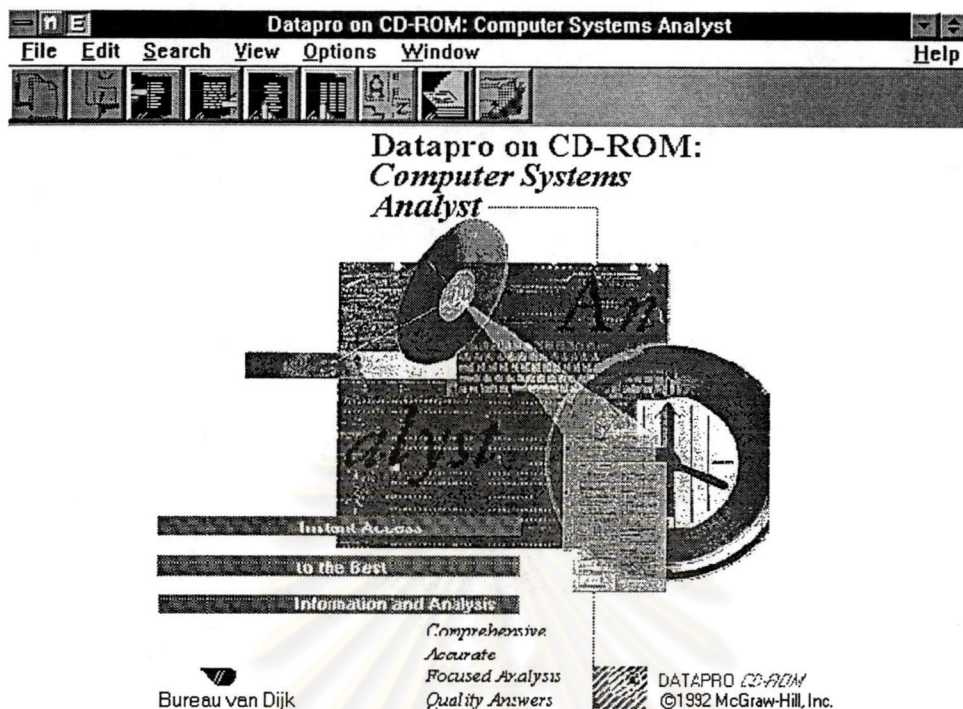 Datapro on CD-ROM: Computer Systems Analyst
File Edit Search View Options Window Help
Datapro on CD-ROM:
Computer Systems
Analyst
An
alyst
Instant Access
to the Best
Information and Analysis
Comprehensive
Accurate
Focused Analysis
Quality Answers
Bureau van Dijk
DATAPRO CD-ROM
©1992 McGraw-Hill, Inc.